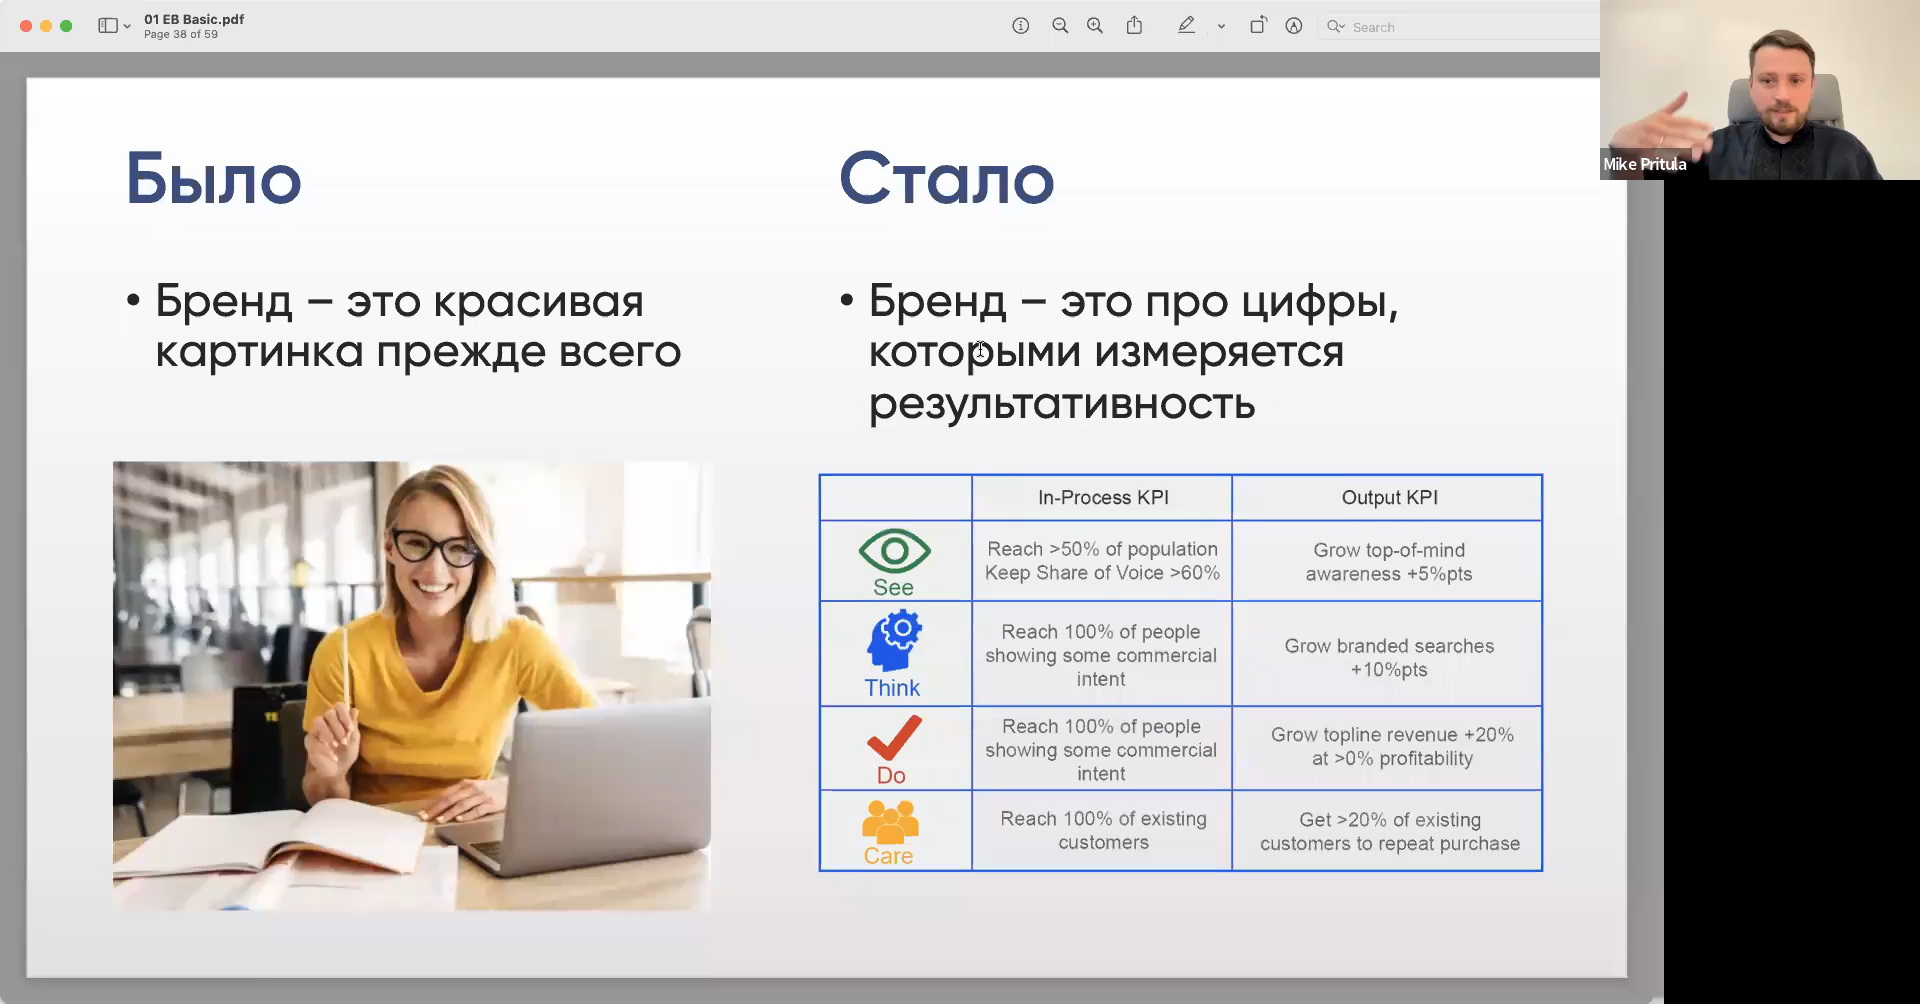 01 EB Basic.pdf
Page 38 of 59
Search
Mike Pritula
Было
• Бренд – это красивая
картинка прежде всего
Стало
• Бренд – это про цифры,
которыми измеряется
результативность
In-Process KPI
Output KPI
See
Reach >50% of population
Keep Share of Voice >60%
Grow top-of-mind
awareness +5%pts
Think
Reach 100% of people
showing some commercial
intent
Grow branded searches
+10%pts
Do
Reach 100% of people
showing some commercial
intent
Grow topline revenue +20%
at >0% profitability
Care
Reach 100% of existing
customers
Get >20% of existing
customers to repeat purchase